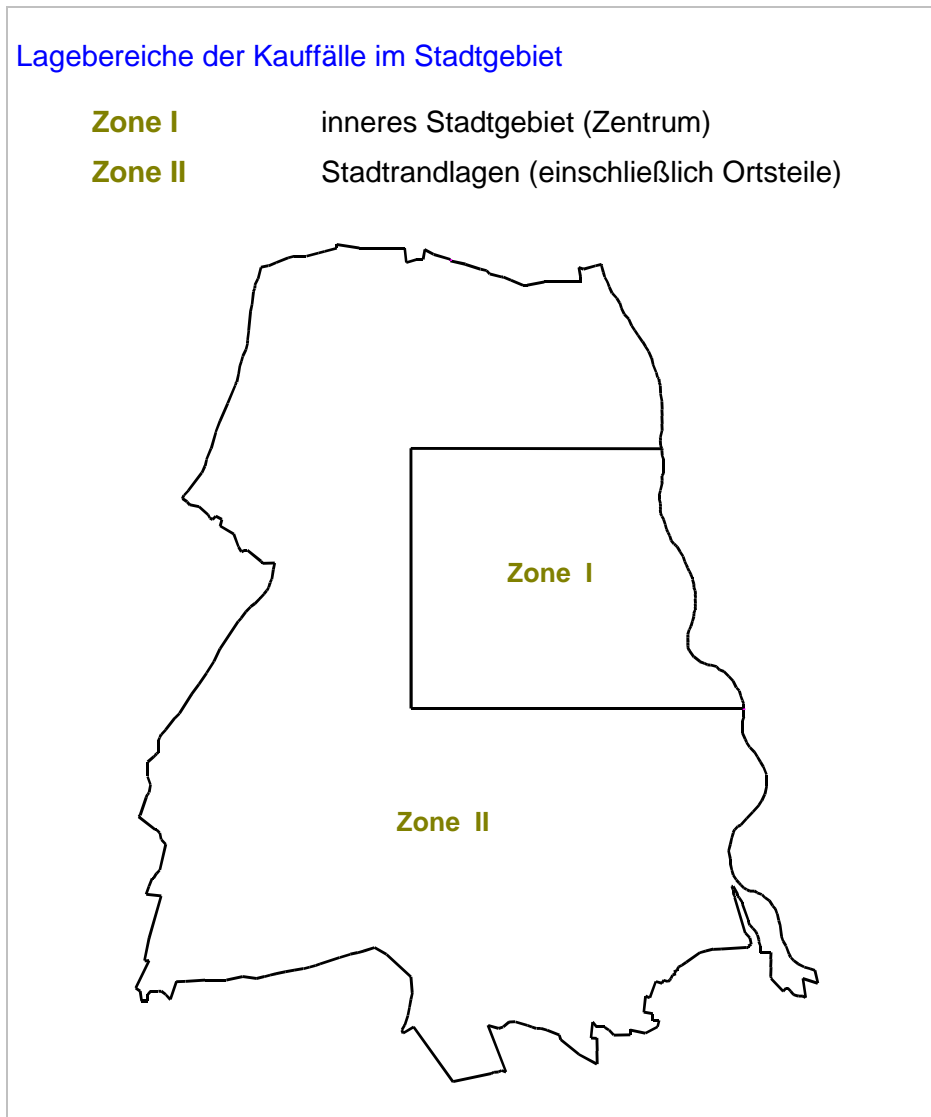 Lagebereiche der Kauffälle im Stadtgebiet
Zone I inneres Stadtgebiet (Zentrum)
Zone II Stadtrandlagen (einschließlich Ortsteile)
Zone I
Zone II